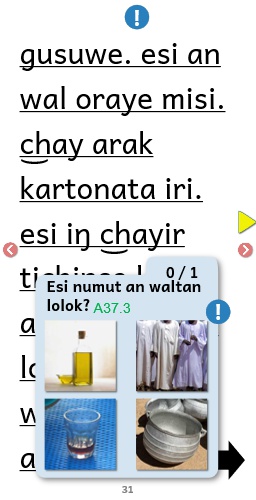 gusuwe. esi an
wal oraye misi.
chay arak
kartonata iri.
esi iŋ chayir
0 / 1
Esi numut an waltan
lolok? A37.3
31